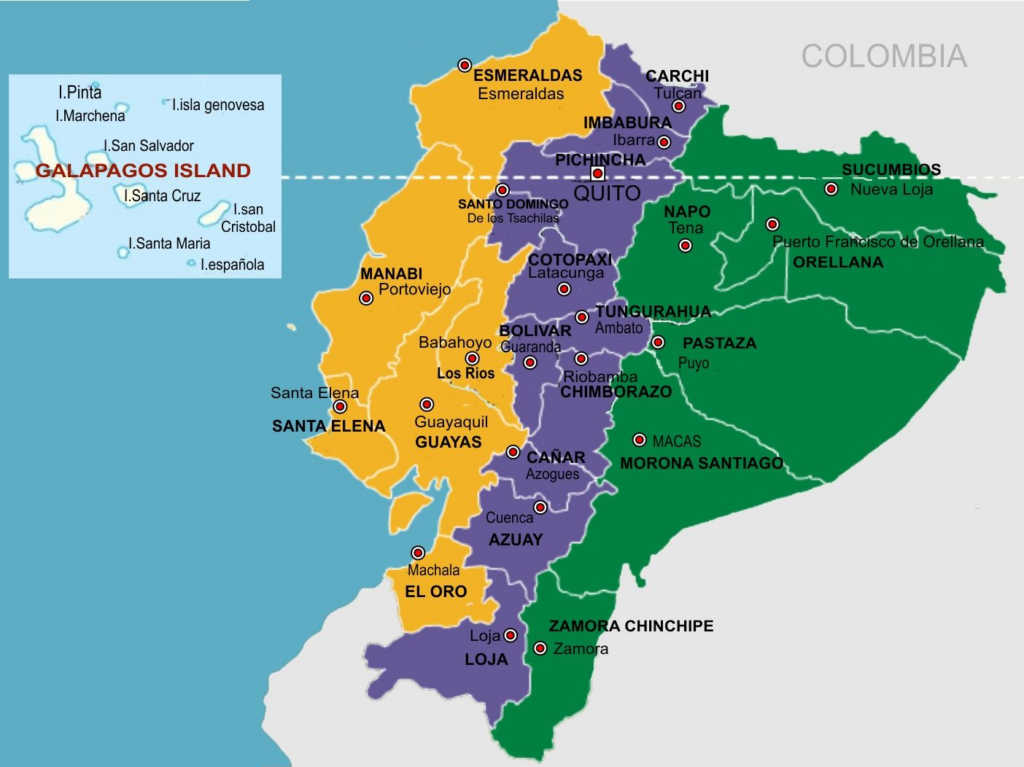 COLOMBIA
I.Pinta
I.Marchena
I.isla genovesa
I.San Salvador
GALAPAGOS ISLAND
I.Santa Cruz
I.san
Cristobal
I.Santa Maria
I.española
ESMERALDAS
Esmeraldas
CARCHI
Tulcan
IMBABURA
Ibarra
PICHINCHA
QUITO
SANTO DOMINGO
De los Tsachilas
SUCUMBIOS
Nueva Loja
NAPO
Tena
Puerto Francisco de Orellana
ORELLANA
MANABI
Portoviejo
COTOPAXI
Latacunga
TUNGURAHUA
Ambato
BOLIVAR
Guaranda
Babahoyo
Los Rios
PASTAZA
Puyo
Riobamba
CHIMBORAZO
Santa Elena
SANTA ELENA
Guayaquil
GUAYAS
MACAS
MORONA SANTIAGO
CAÑAR
Azogues
Cuenca
AZUAY
Machala
EL ORO
Loja
LOJA
ZAMORA CHINCHIPE
Zamora